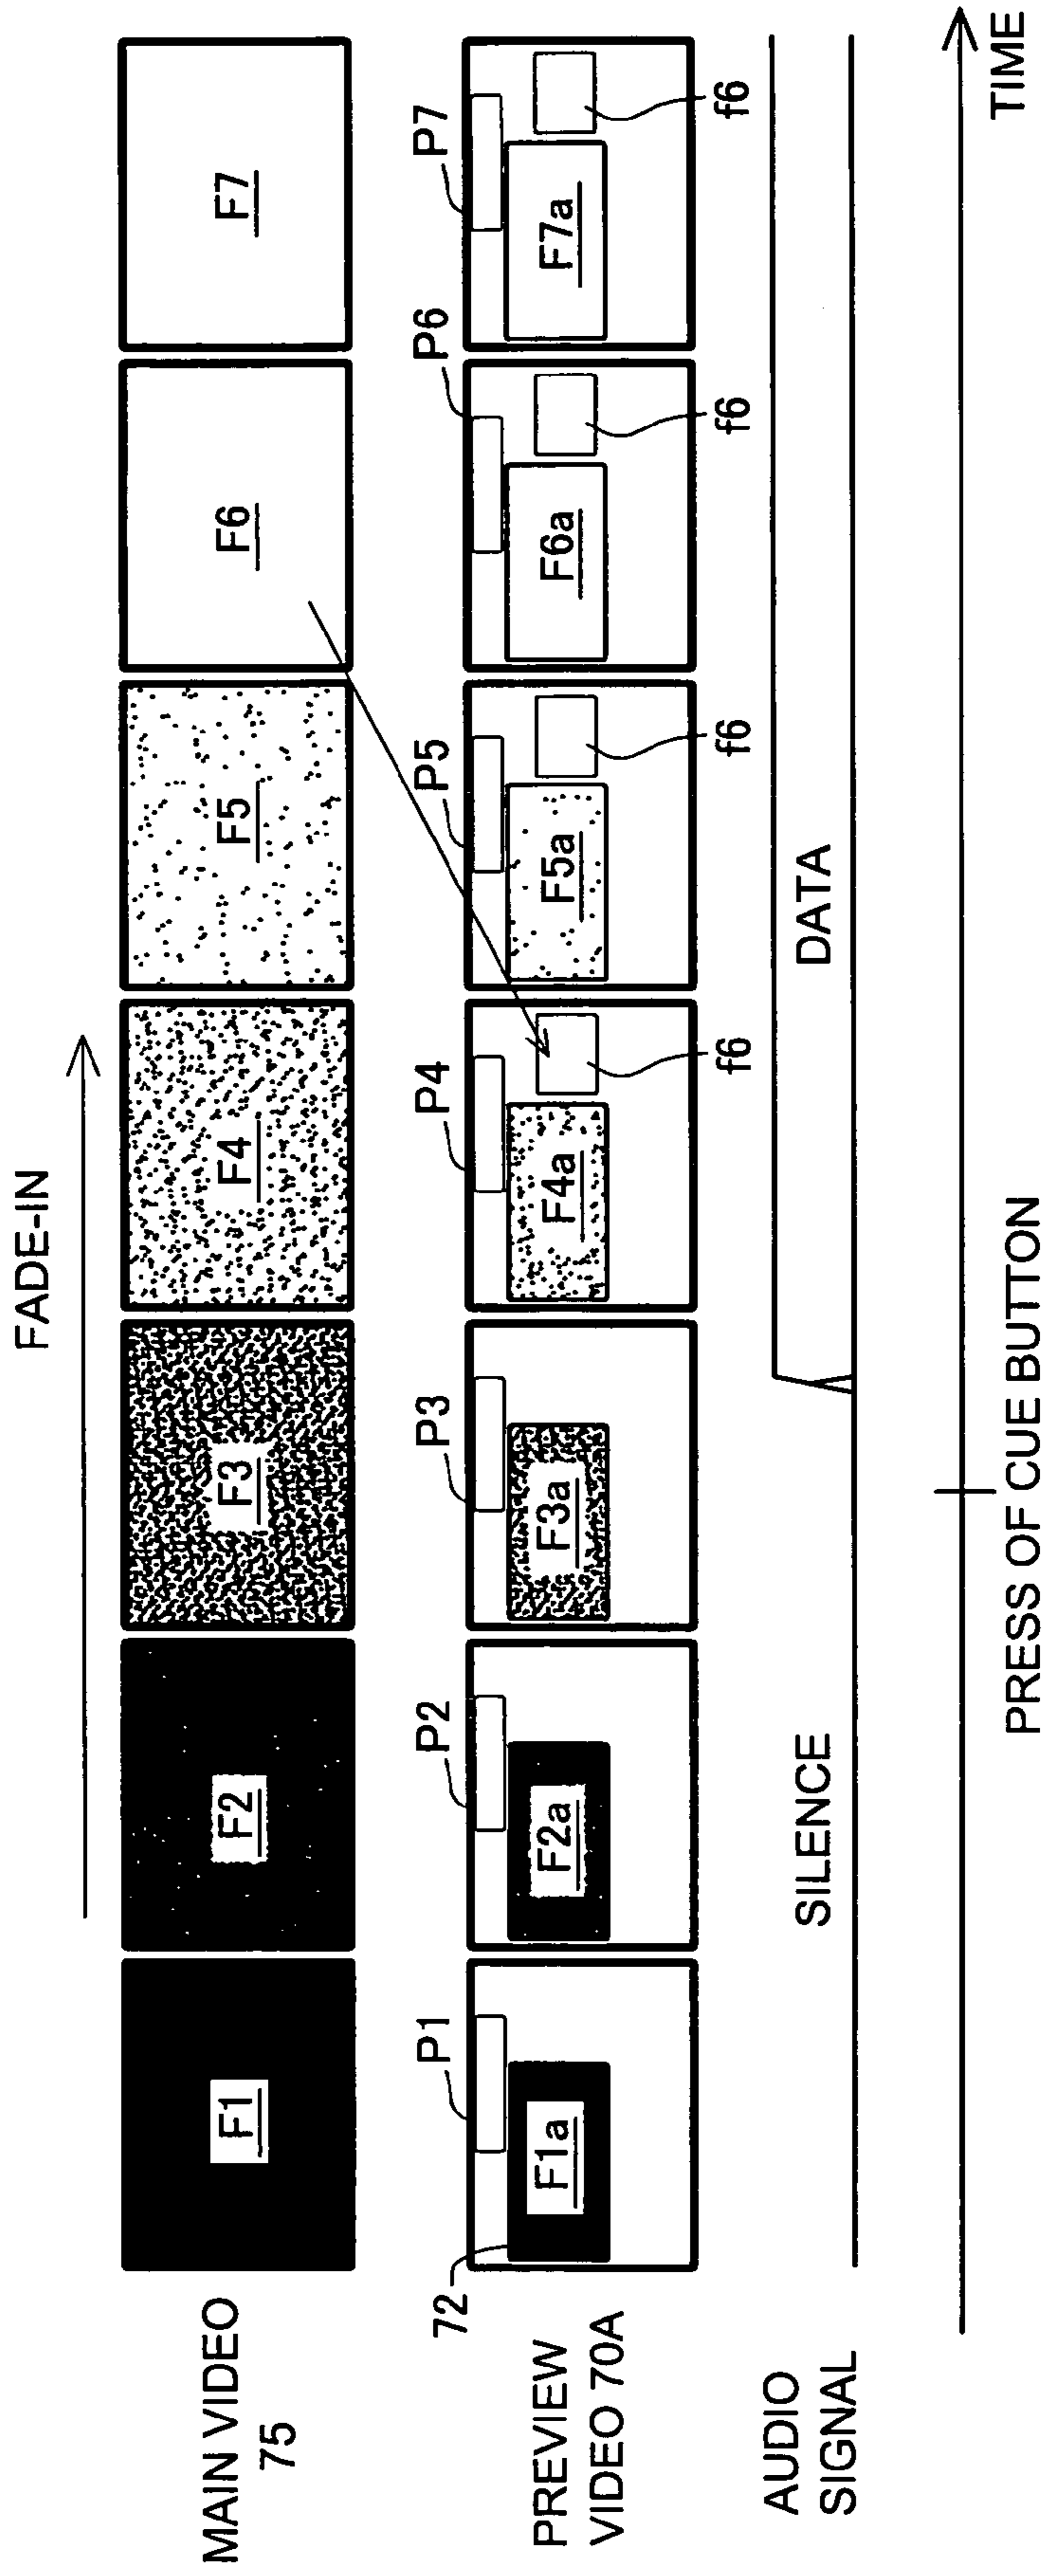 FADE-IN
MAIN VIDEO
75
F1
F2
F3
F4
F5
F6
F7
P1
P2
P3
P4
P5
P6
P7
72
PREVIEW
VIDEO 70A
F1a
F2a
F3a
F4a
F5a
F6a
F7a
f6
f6
f6
f6
AUDIO
SIGNAL
SILENCE
DATA
PRESS OF CUE BUTTON
TIME